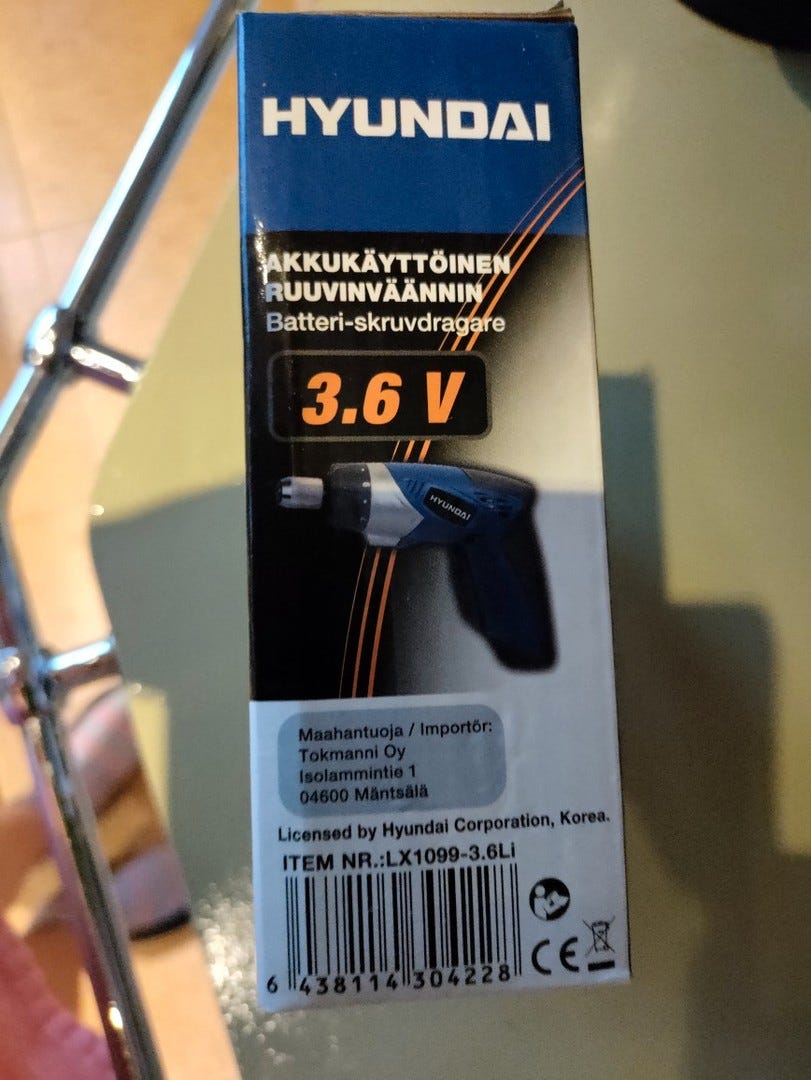 HYUNDAI
AKKUKÄYTTÖINEN
RUUVINVÄÄNNIN
Batteri-skruvdragare
3.6 V
HYUNDAI
Maahantuoja / Importör:
Tokmanni Oy
Isolammintie 1
04600 Mäntsälä
Licensed by Hyundai Corporation, Korea.
ITEM NR.:LX1099-3.6Li
CE
6 438114 304228